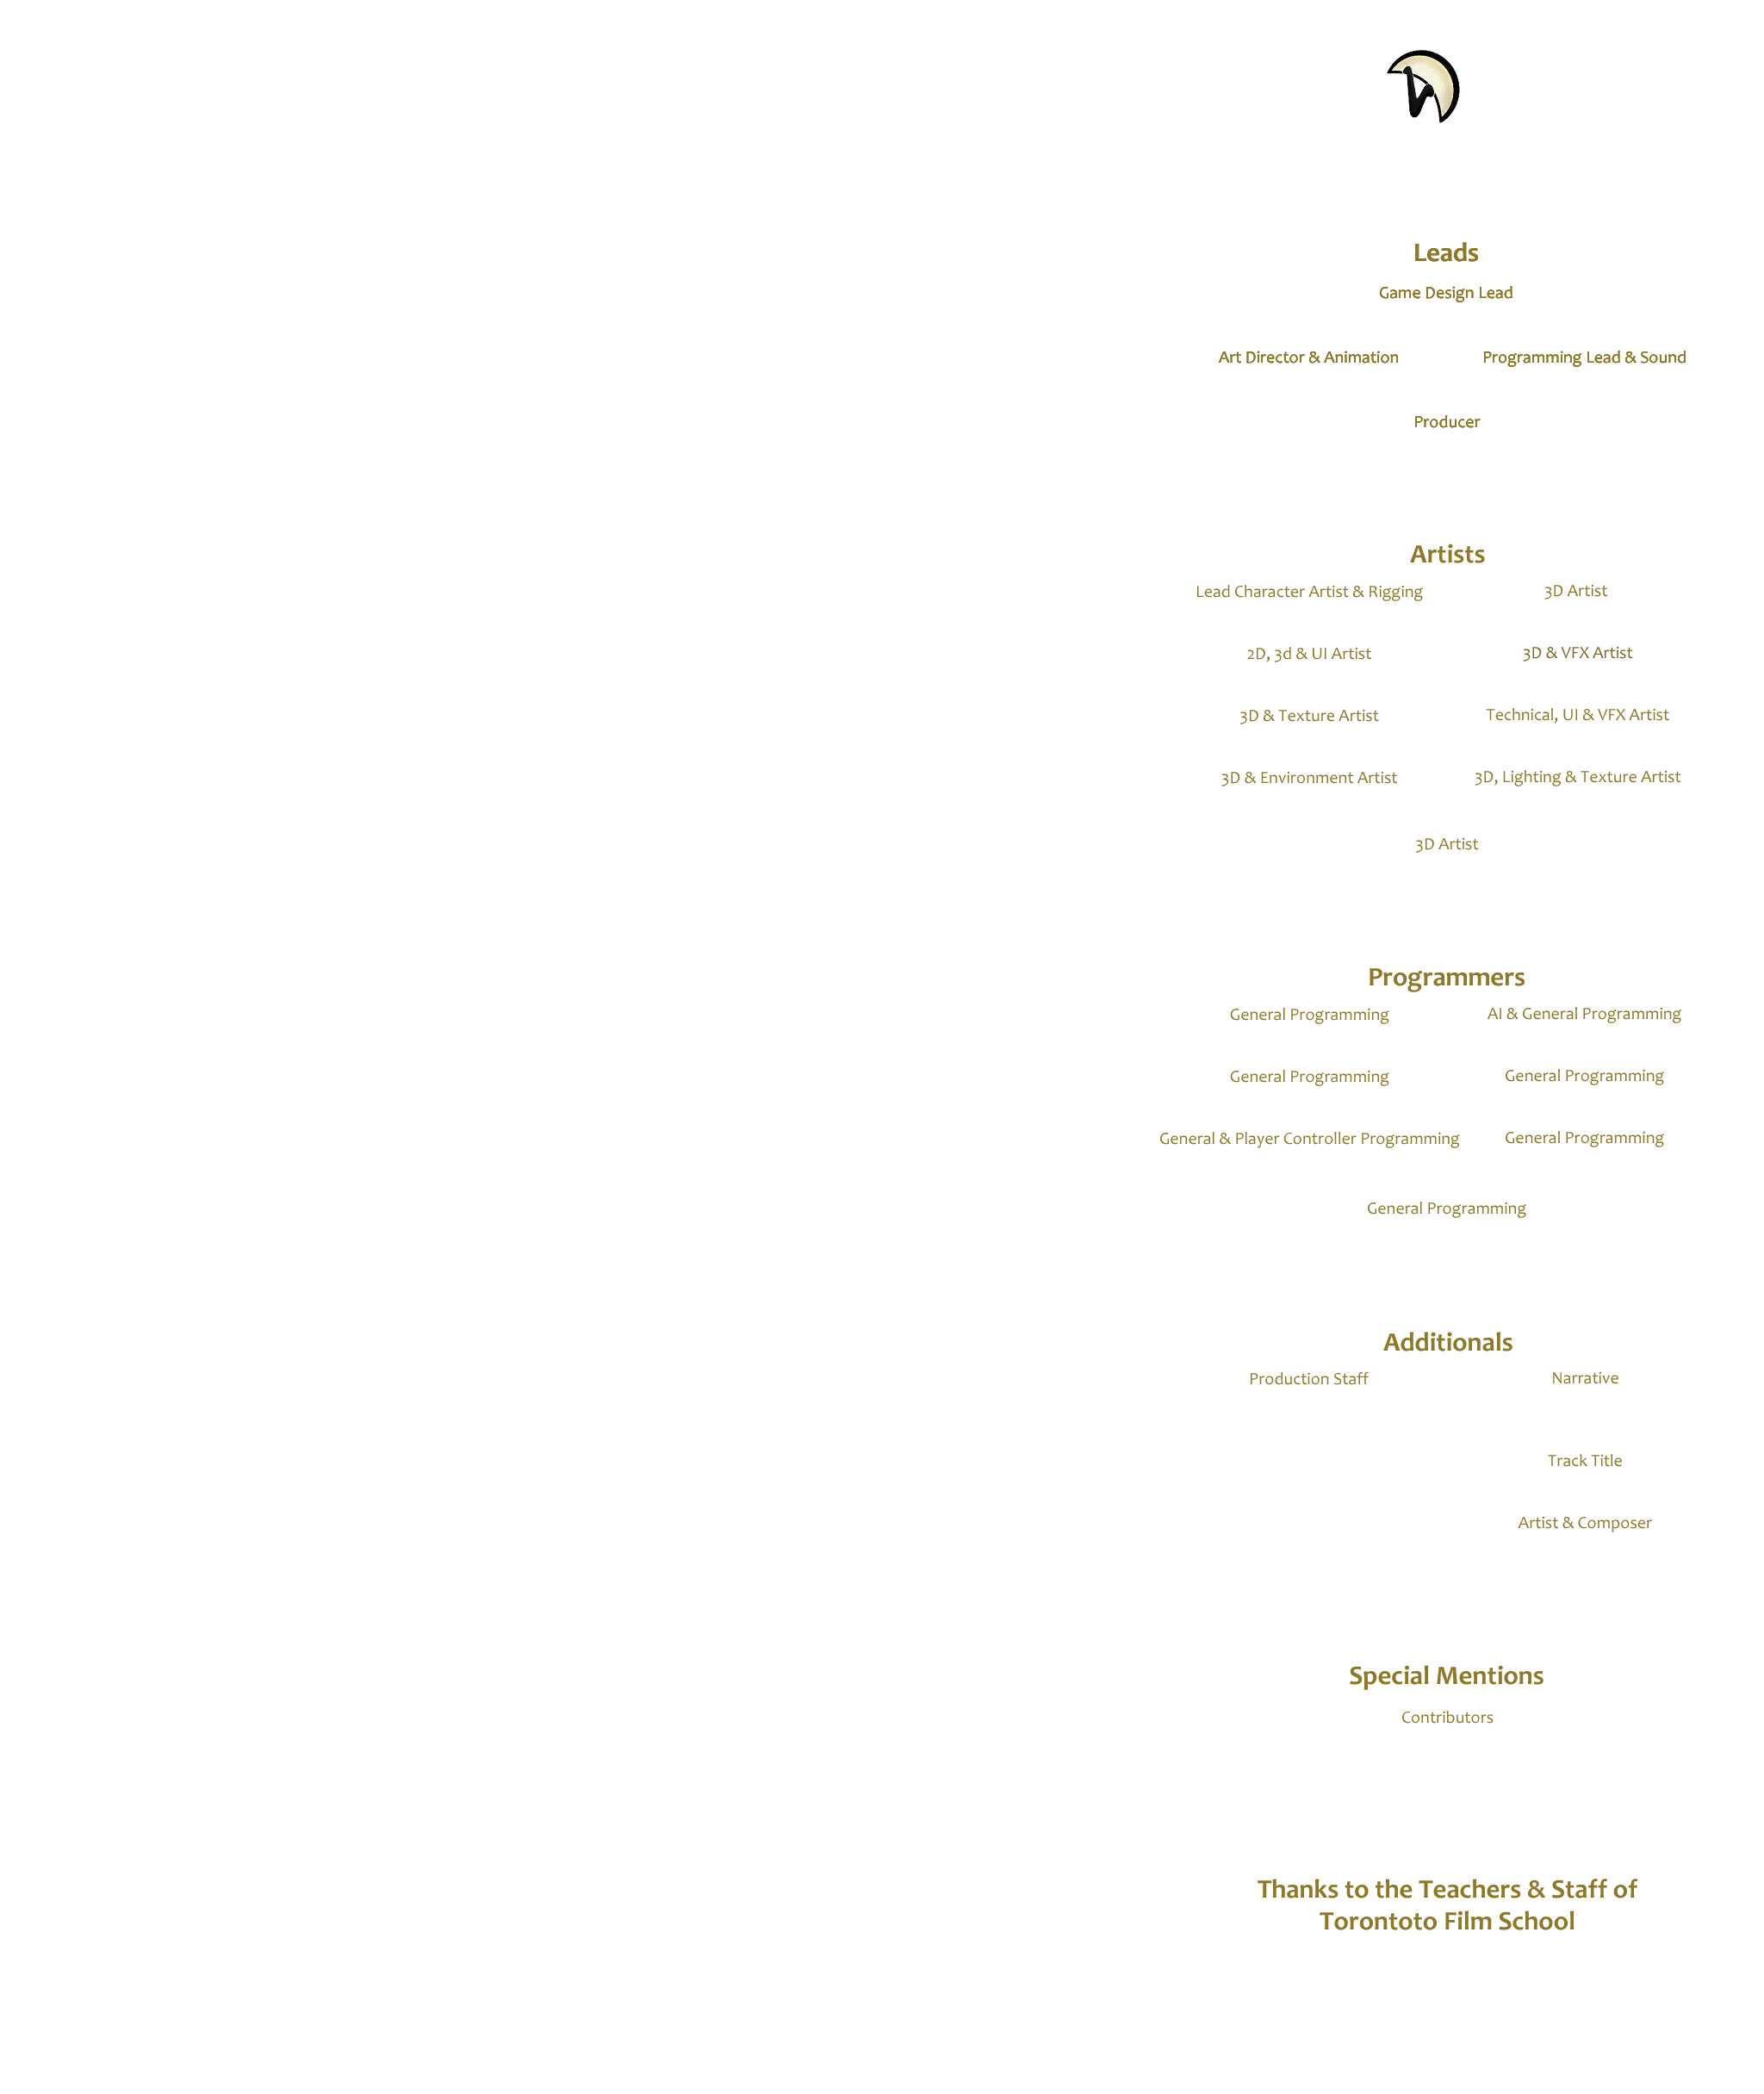 Leads
Game Design Lead
Art Director & Animation
Programming Lead & Sound
Producer
Artists
Lead Character Artist & Rigging
3D Artist
2D, 3d & UI Artist
3D & VFX Artist
3D & Texture Artist
Technical, UI & VFX Artist
3D & Environment Artist
3D, Lighting & Texture Artist
3D Artist
Programmers
General Programming
AI & General Programming
General Programming
General Programming
General & Player Controller Programming
General Programming
General Programming
Additionals
Production Staff
Narrative
Track Title
Artist & Composer
Special Mentions
Contributors
Thanks to the Teachers & Staff of
Torontoto Film School